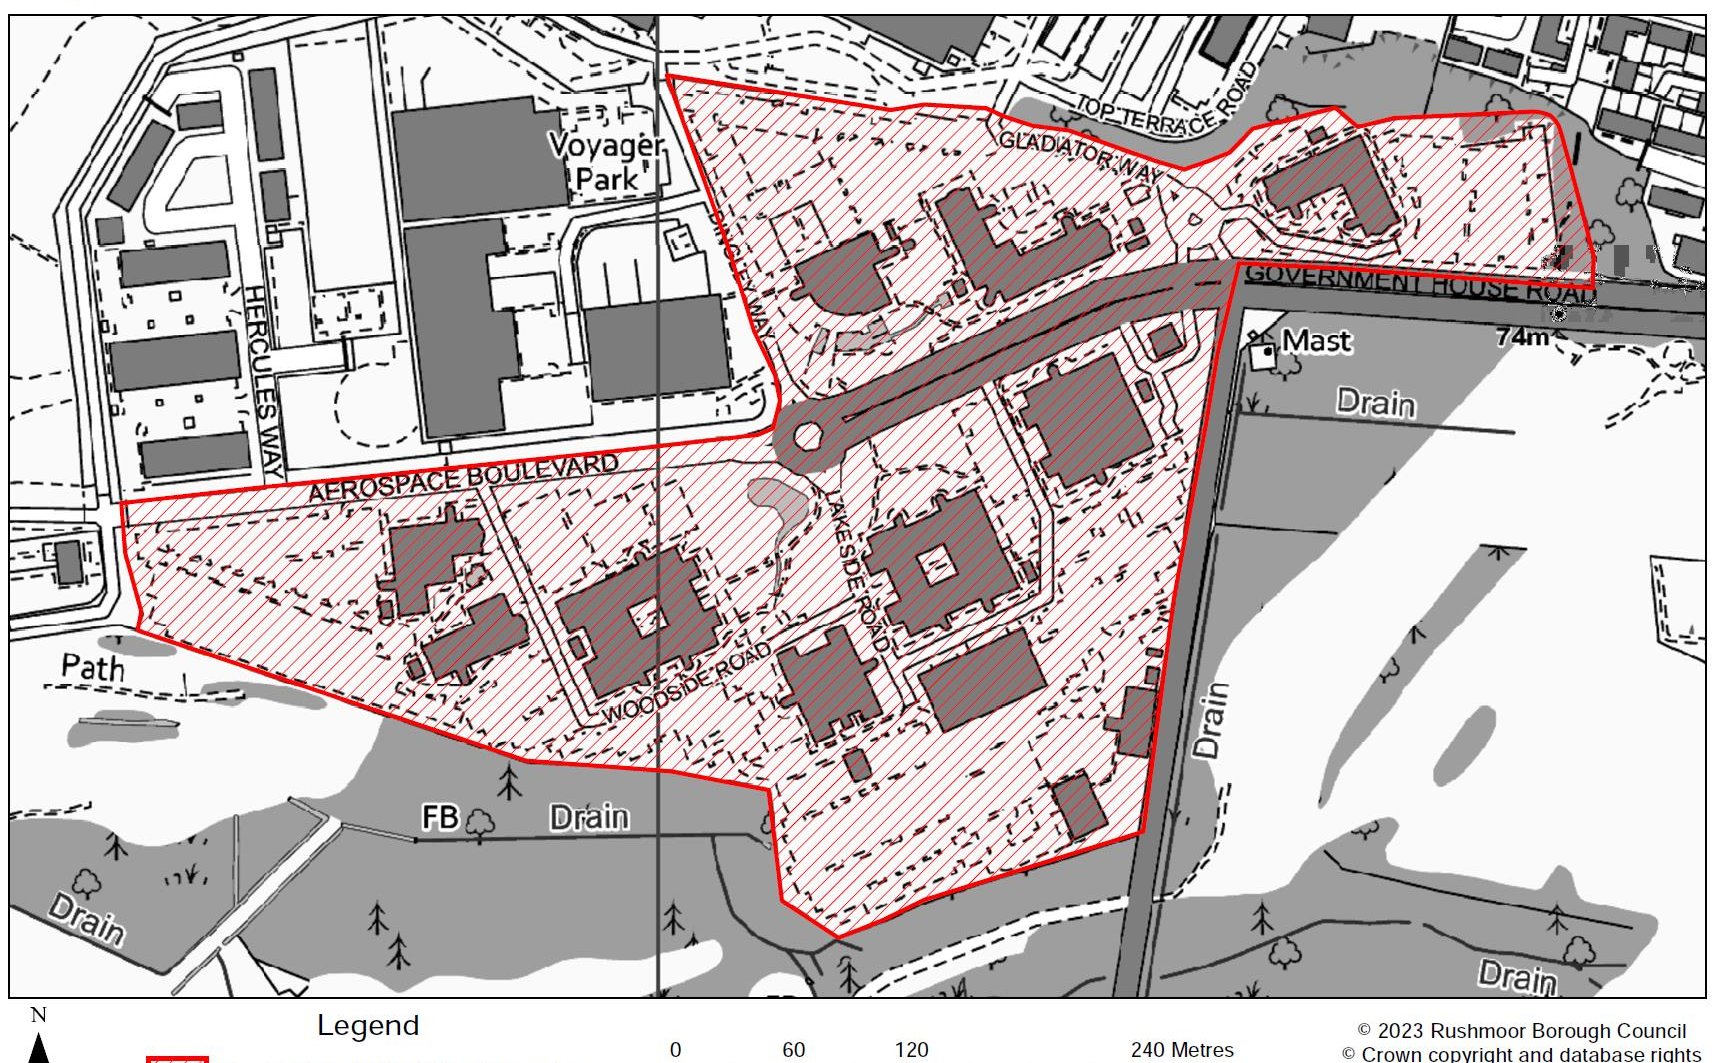 TOP TERRACE ROAD
GLADIATOR WAY
Voyager
Park
PINGLEY WAY
GOVERNMENT HOUSE ROAD
HERCULES WAY
Mast
74m
Drain
AEROSPACE BOULEVARD
LAKESIDE ROAD
Path
WOODSIDE ROAD
Drain
FB
Drain
Drain
Drain
N
Legend
0 60 120 240 Metres
© 2023 Rushmoor Borough Council
© Crown copyright and database rights